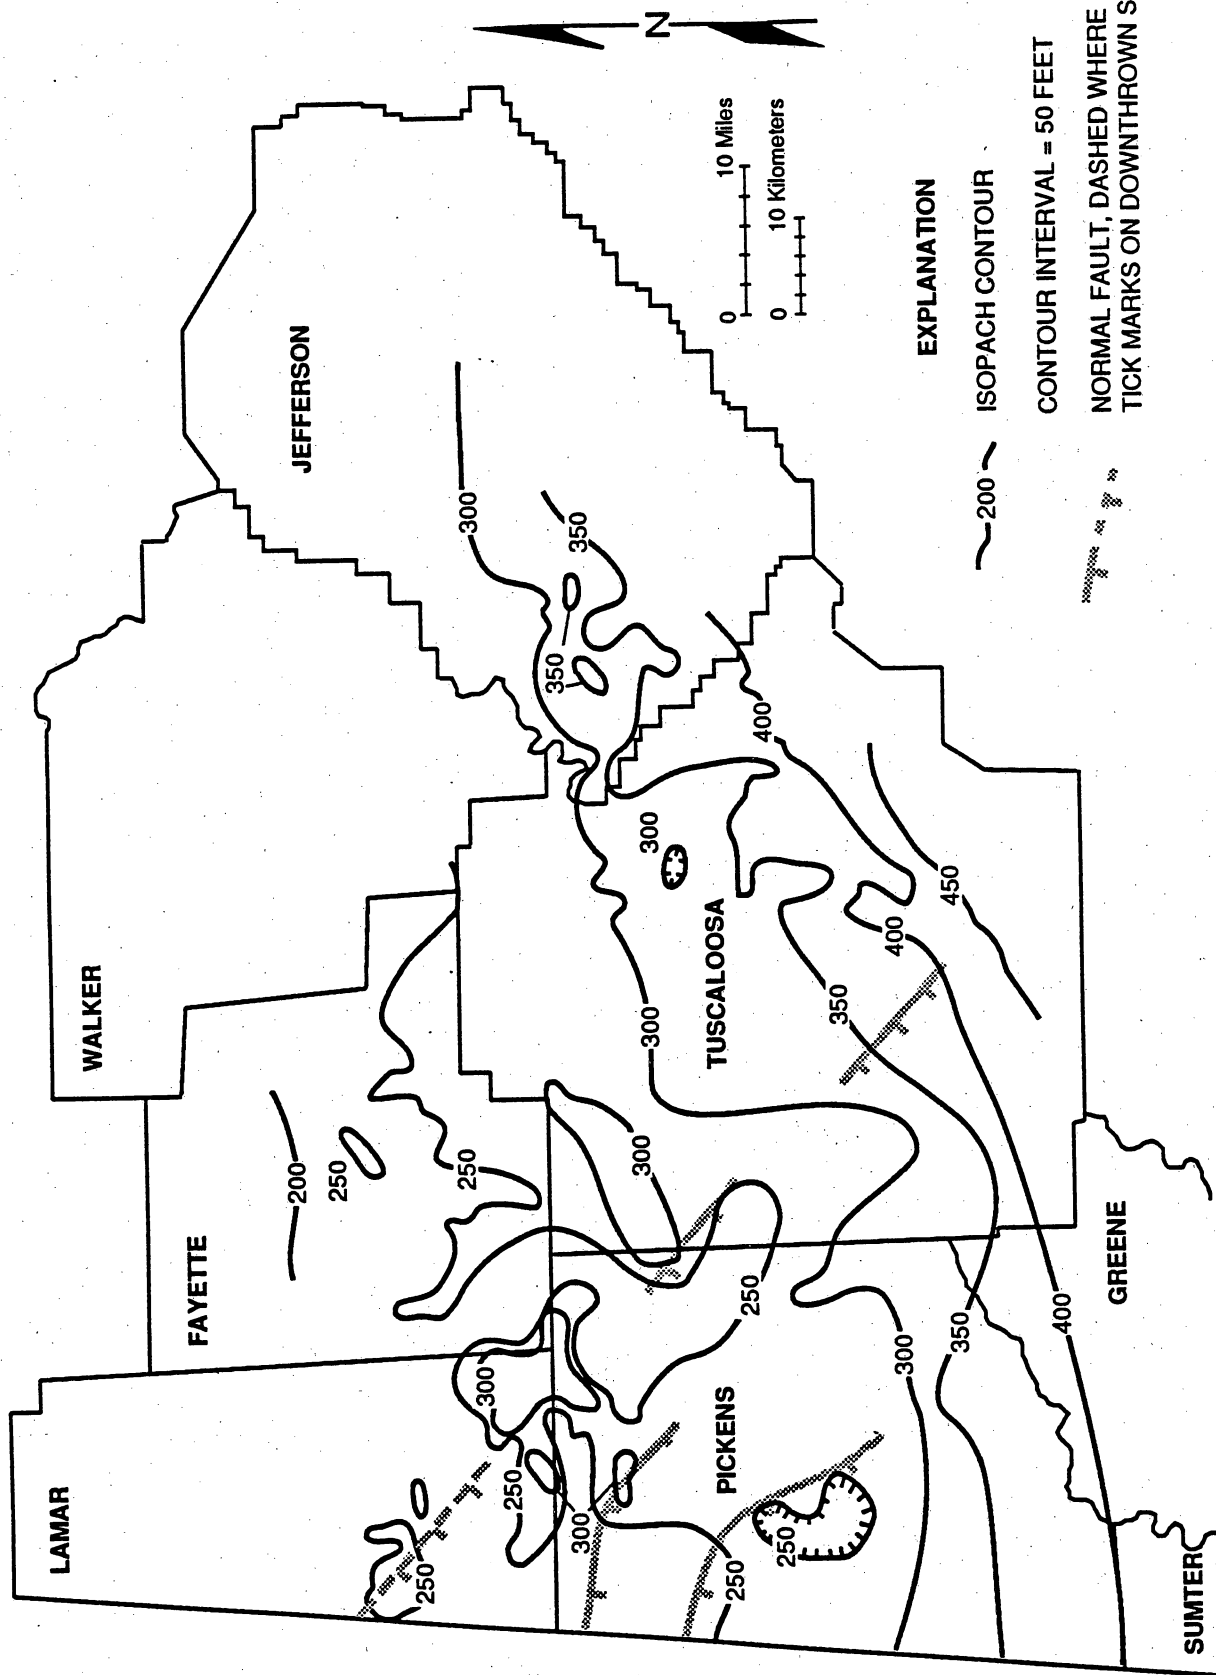 N
JEFFERSON
WALKER
FAYETTE
LAMAR
TUSCALOOSA
PICKENS
GREENE
SUMTER
200
250
250
300
350
350
300
300
300
400
450
400
350
300
250
250
300
250
300
250
250
300
350
400
0 10 Miles
0 10 Kilometers
EXPLANATION
200 ISOPACH CONTOUR
CONTOUR INTERVAL = 50 FEET
NORMAL FAULT, DASHED WHERE
TICK MARKS ON DOWNTHROWN S